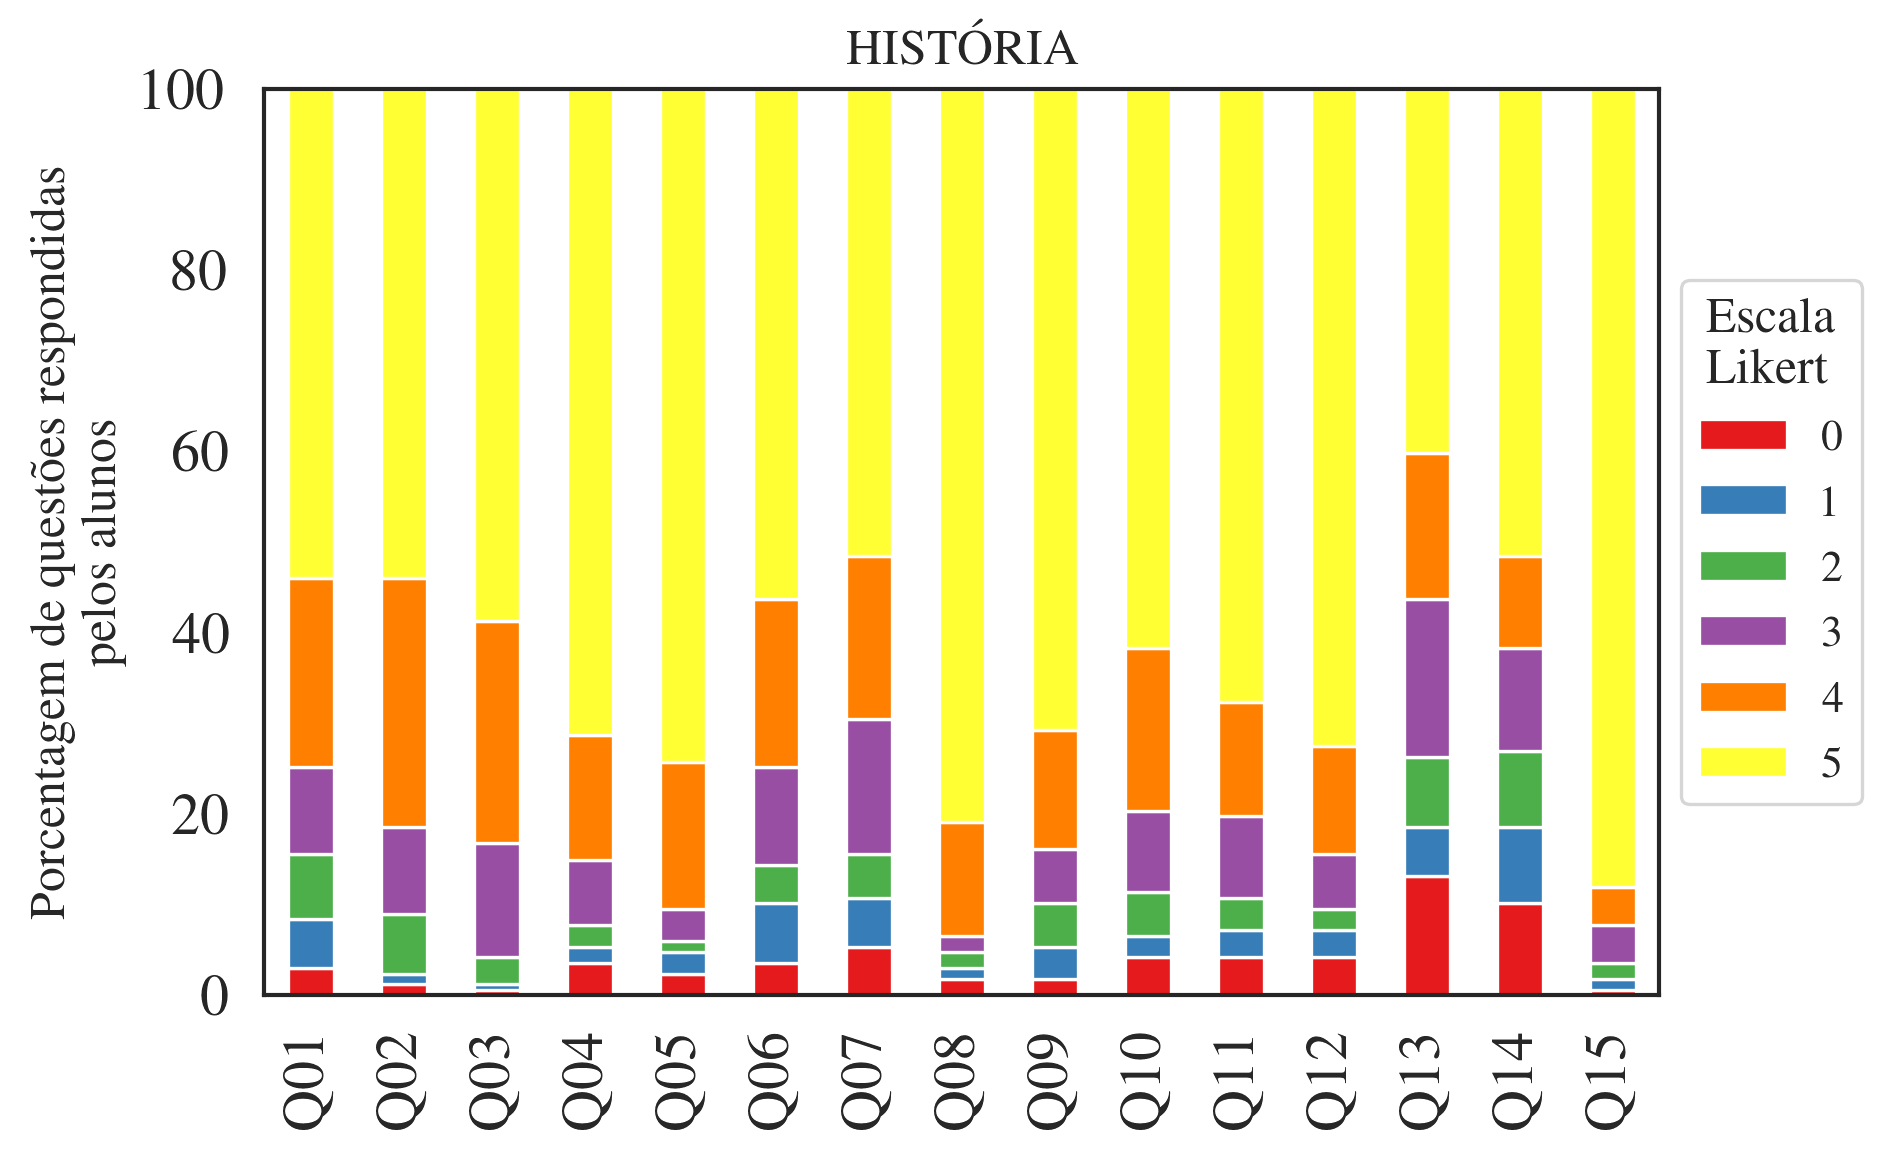 HISTÓRIA
Porcentagem de questões respondidas
pelos alunos
100
80
60
40
20
0
Q01
Q02
Q03
Q04
Q05
Q06
Q07
Q08
Q09
Q10
Q11
Q12
Q13
Q14
Q15
Escala
Likert
0
1
2
3
4
5